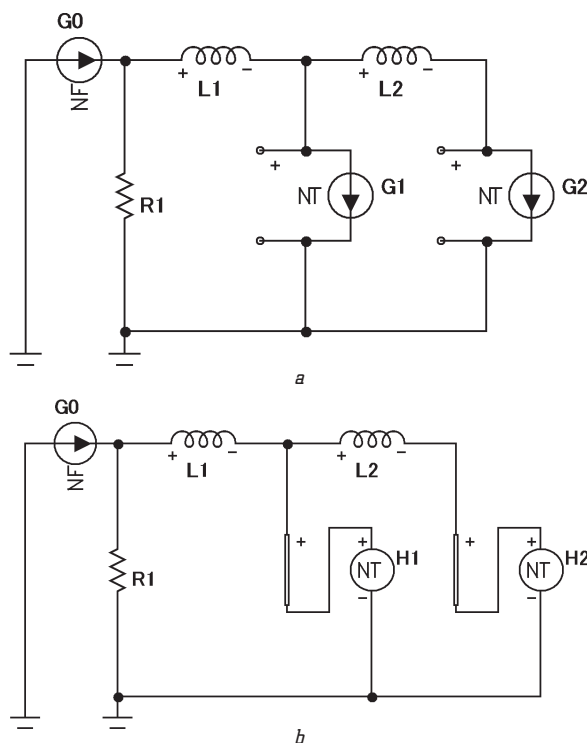 G0
NF
+ -
L1
+ -
L2
R1
+
NT
G1
+
NT
G2
a
G0
NF
+ -
L1
+ -
L2
R1
+
+
NT
H1
-
+
+
NT
H2
-
b